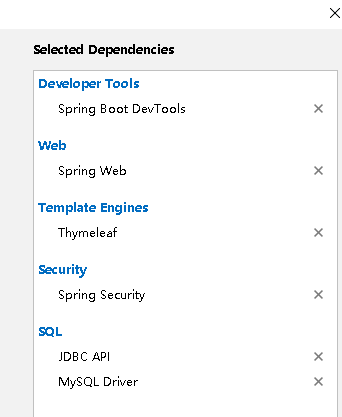 Selected Dependencies
Developer Tools
Spring Boot DevTools
Web
Spring Web
Template Engines
Thymeleaf
Security
Spring Security
SQL
JDBC API
MySQL Driver